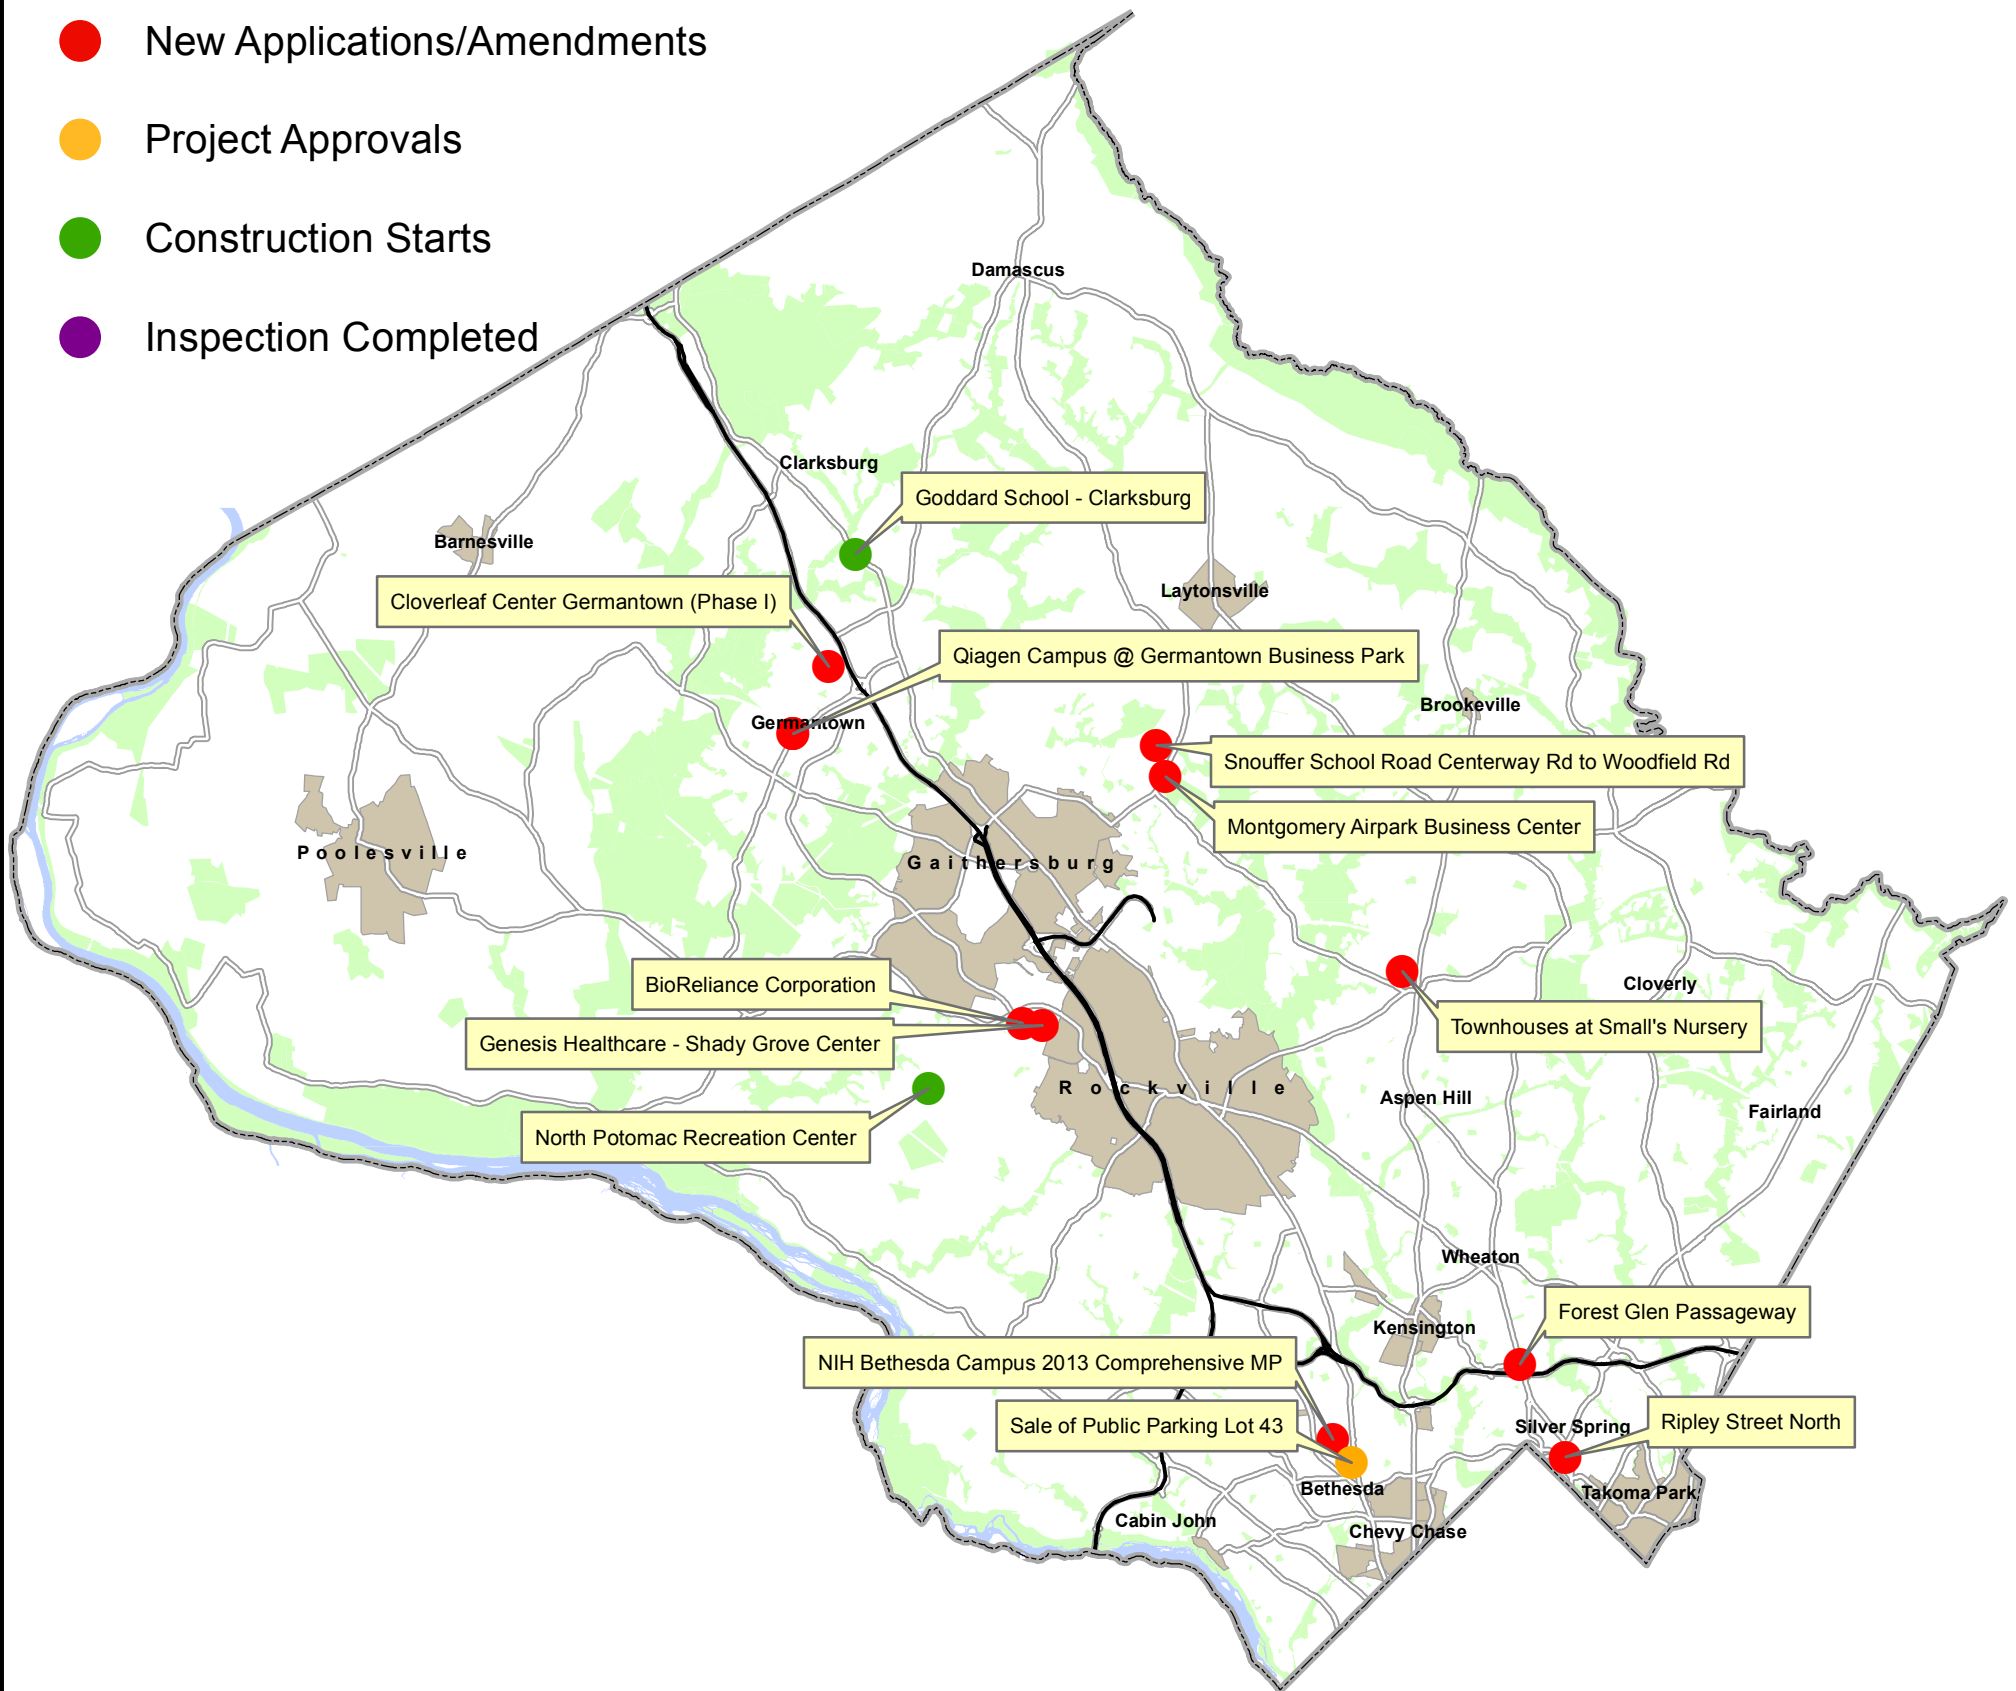 New Applications/Amendments
Project Approvals
Construction Starts
Inspection Completed
Damascus
Clarksburg
Goddard School - Clarksburg
Barnesville
Laytonsville
Cloverleaf Center Germantown (Phase I)
Qiagen Campus @ Germantown Business Park
Brookeville
Germantown
Snouffer School Road Centerway Rd to Woodfield Rd
Montgomery Airpark Business Center
Poolesville
Gaithersburg
BioReliance Corporation
Cloverly
Townhouses at Small's Nursery
Genesis Healthcare - Shady Grove Center
Rockville
Aspen Hill
Fairland
North Potomac Recreation Center
Wheaton
Forest Glen Passageway
Kensington
NIH Bethesda Campus 2013 Comprehensive MP
Sale of Public Parking Lot 43
Silver Spring
Ripley Street North
Bethesda
Takoma Park
Cabin John
Chevy Chase